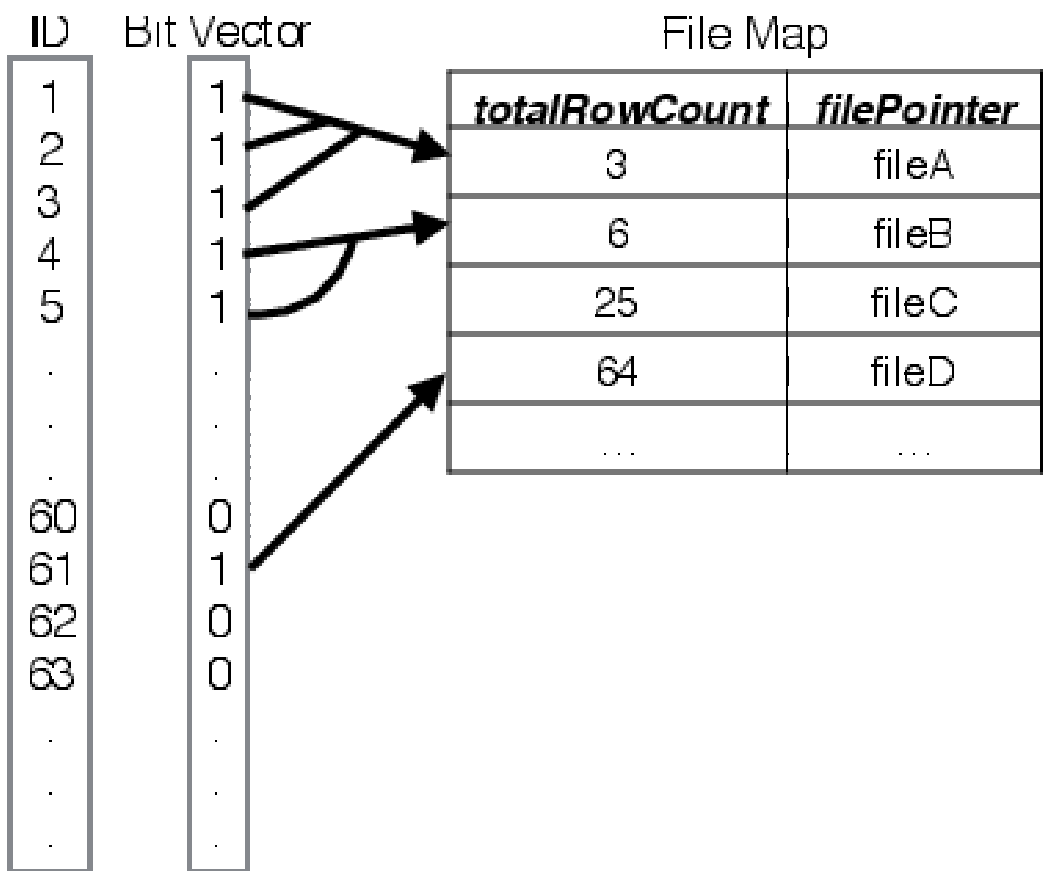 ID Bit Vector File Map
1 1
totalRowCount filePointer
2 1
3 fileA
3 1
6 fileB
4 1
5 1
25 fileC
. .
64 fileD
. .
... ...
. .
60 0
61 1
62 0
63 0
. .
. .
. .